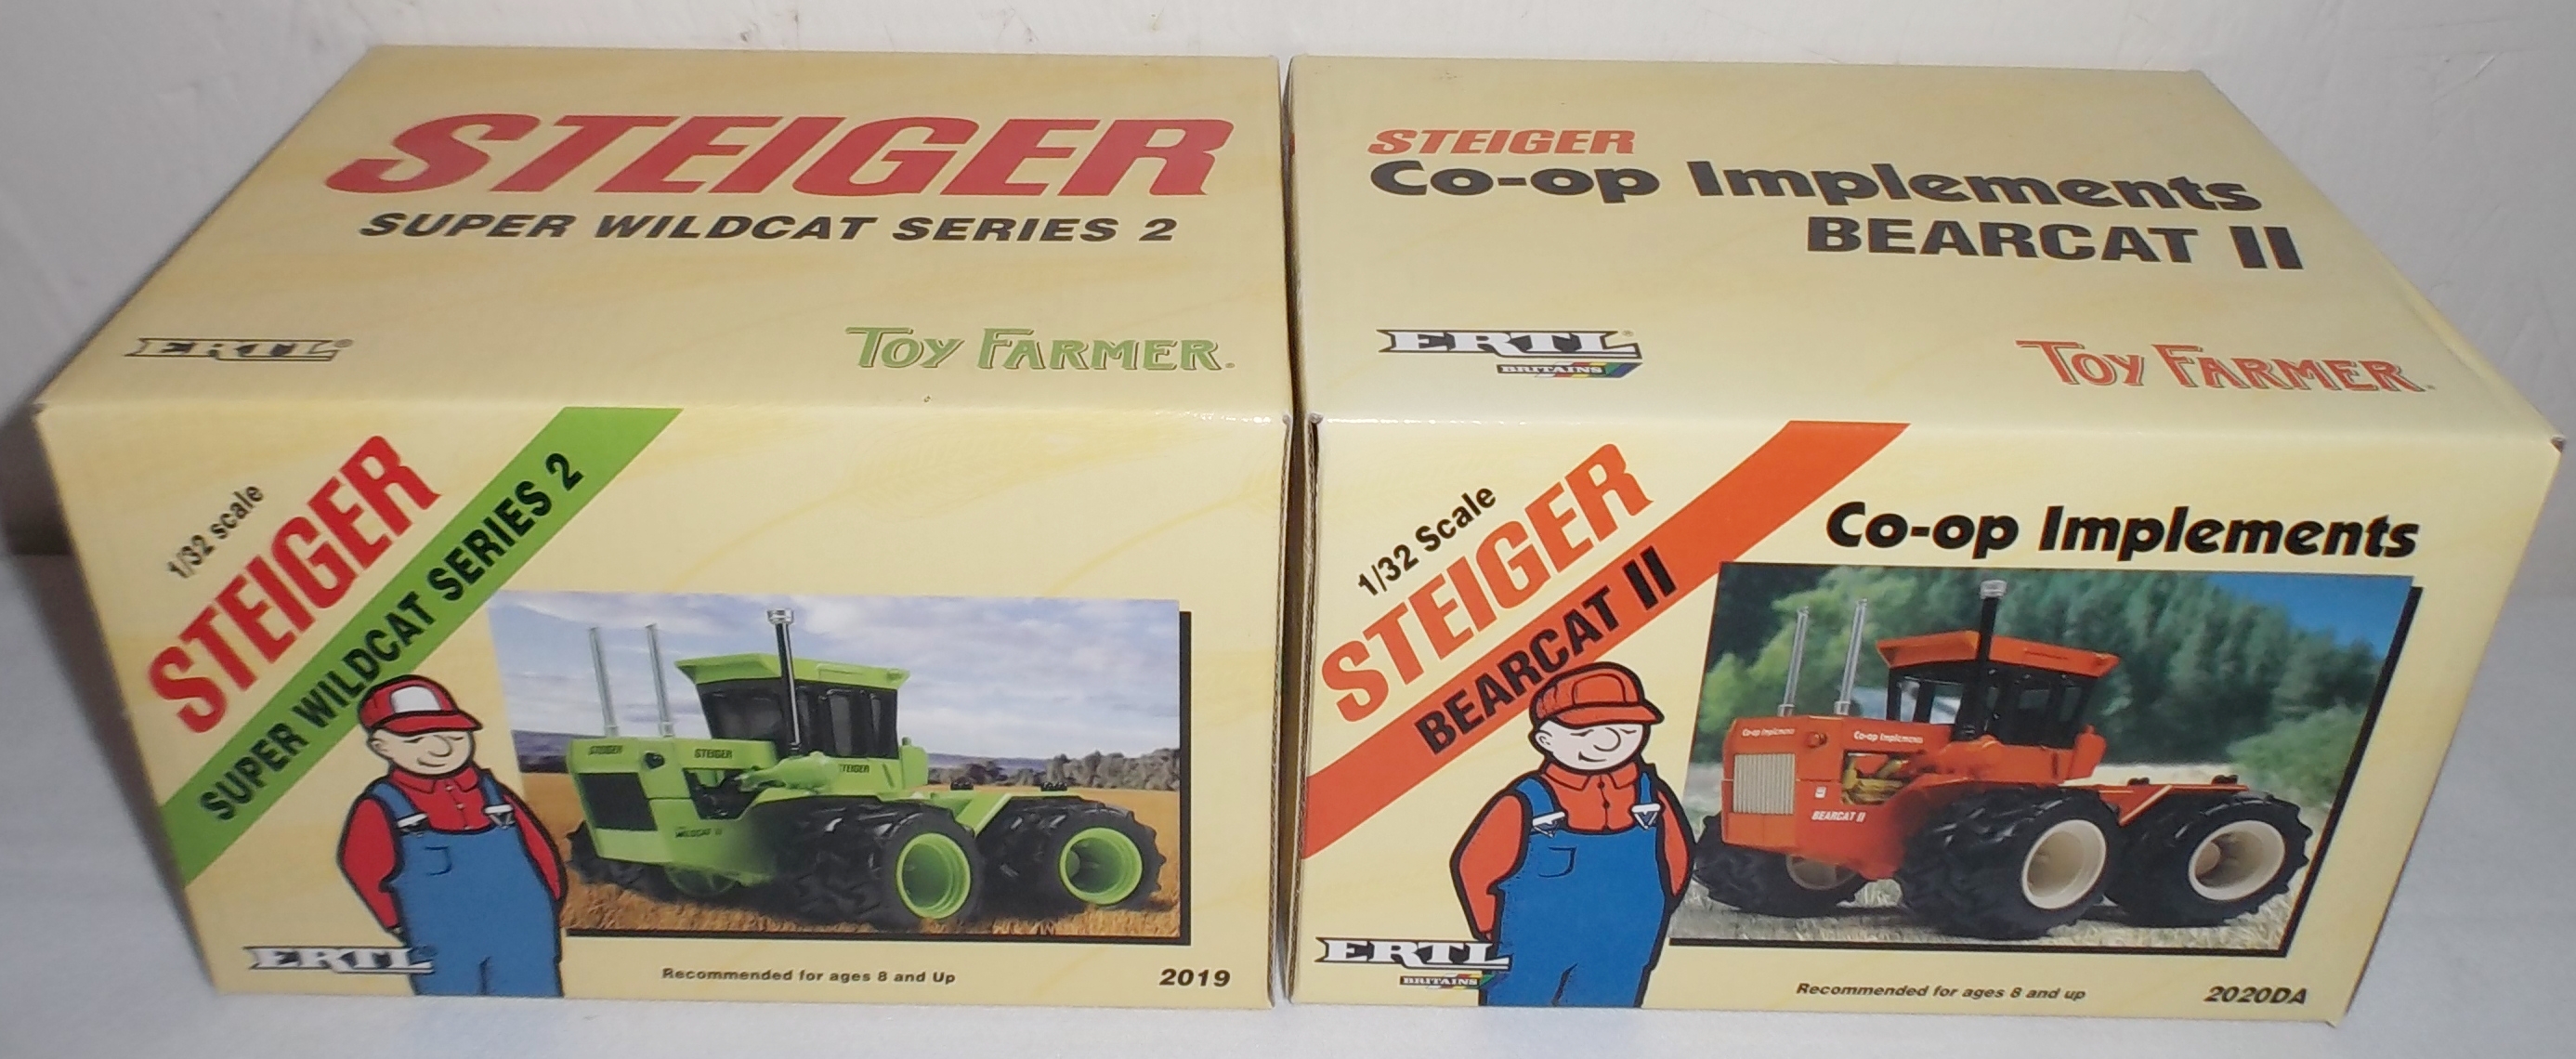 STEIGER
SUPER WILDCAT SERIES 2
ERTL®
TOY FARMER.
1/32 scale
STEIGER
SUPER WILDCAT SERIES 2
STEIGER
STEIGER
STEIGER
WILDCAT II
ERTL
Recommended for ages 8 and Up
2019
STEIGER
Co-op Implements
BEARCAT II
ERTL®
BRITAINS
TOY FARMER.
1/32 Scale
STEIGER
BEARCAT II
Co-op Implements
Co-op Implements
Co-op Implements
BEARCAT II
ERTL
BRITAINS
Recommended for ages 8 and up
2020DA